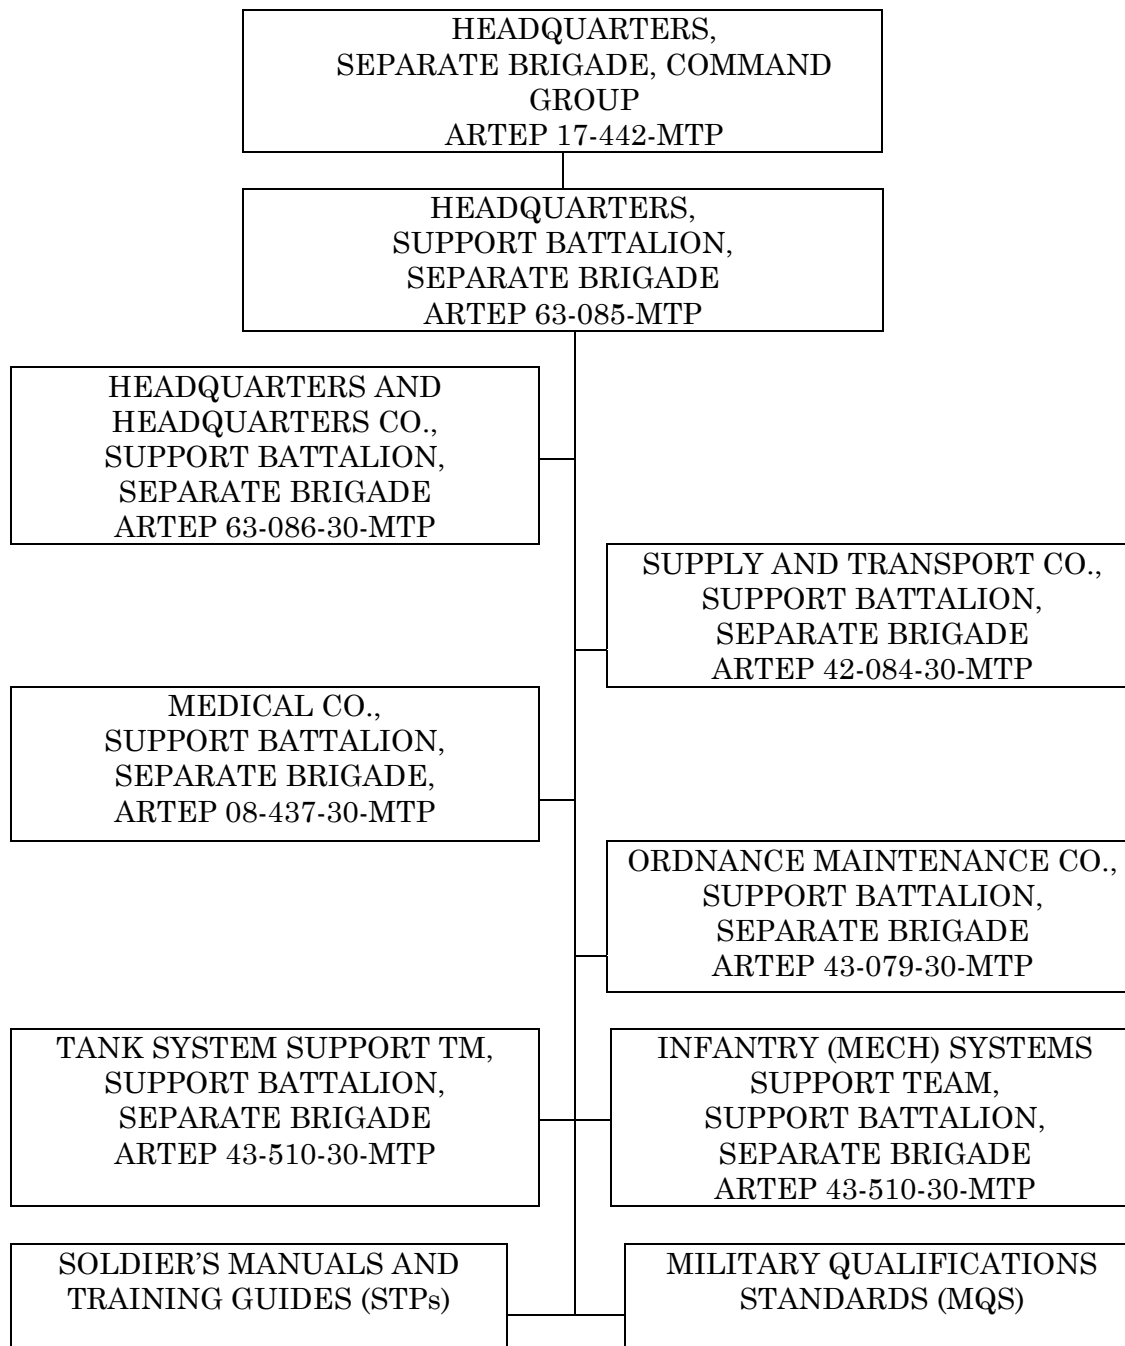 HEADQUARTERS,
SEPARATE BRIGADE, COMMAND
GROUP
ARTEP 17-442-MTP
HEADQUARTERS,
SUPPORT BATTALION,
SEPARATE BRIGADE
ARTEP 63-085-MTP
HEADQUARTERS AND
HEADQUARTERS CO.,
SUPPORT BATTALION,
SEPARATE BRIGADE
ARTEP 63-086-30-MTP
SUPPLY AND TRANSPORT CO.,
SUPPORT BATTALION,
SEPARATE BRIGADE
ARTEP 42-084-30-MTP
MEDICAL CO.,
SUPPORT BATTALION,
SEPARATE BRIGADE,
ARTEP 08-437-30-MTP
ORDNANCE MAINTENANCE CO.,
SUPPORT BATTALION,
SEPARATE BRIGADE
ARTEP 43-079-30-MTP
TANK SYSTEM SUPPORT TM,
SUPPORT BATTALION,
SEPARATE BRIGADE
ARTEP 43-510-30-MTP
INFANTRY (MECH) SYSTEMS
SUPPORT TEAM,
SUPPORT BATTALION,
SEPARATE BRIGADE
ARTEP 43-510-30-MTP
SOLDIER’S MANUALS AND
TRAINING GUIDES (STPs)
MILITARY QUALIFICATIONS
STANDARDS (MQS)